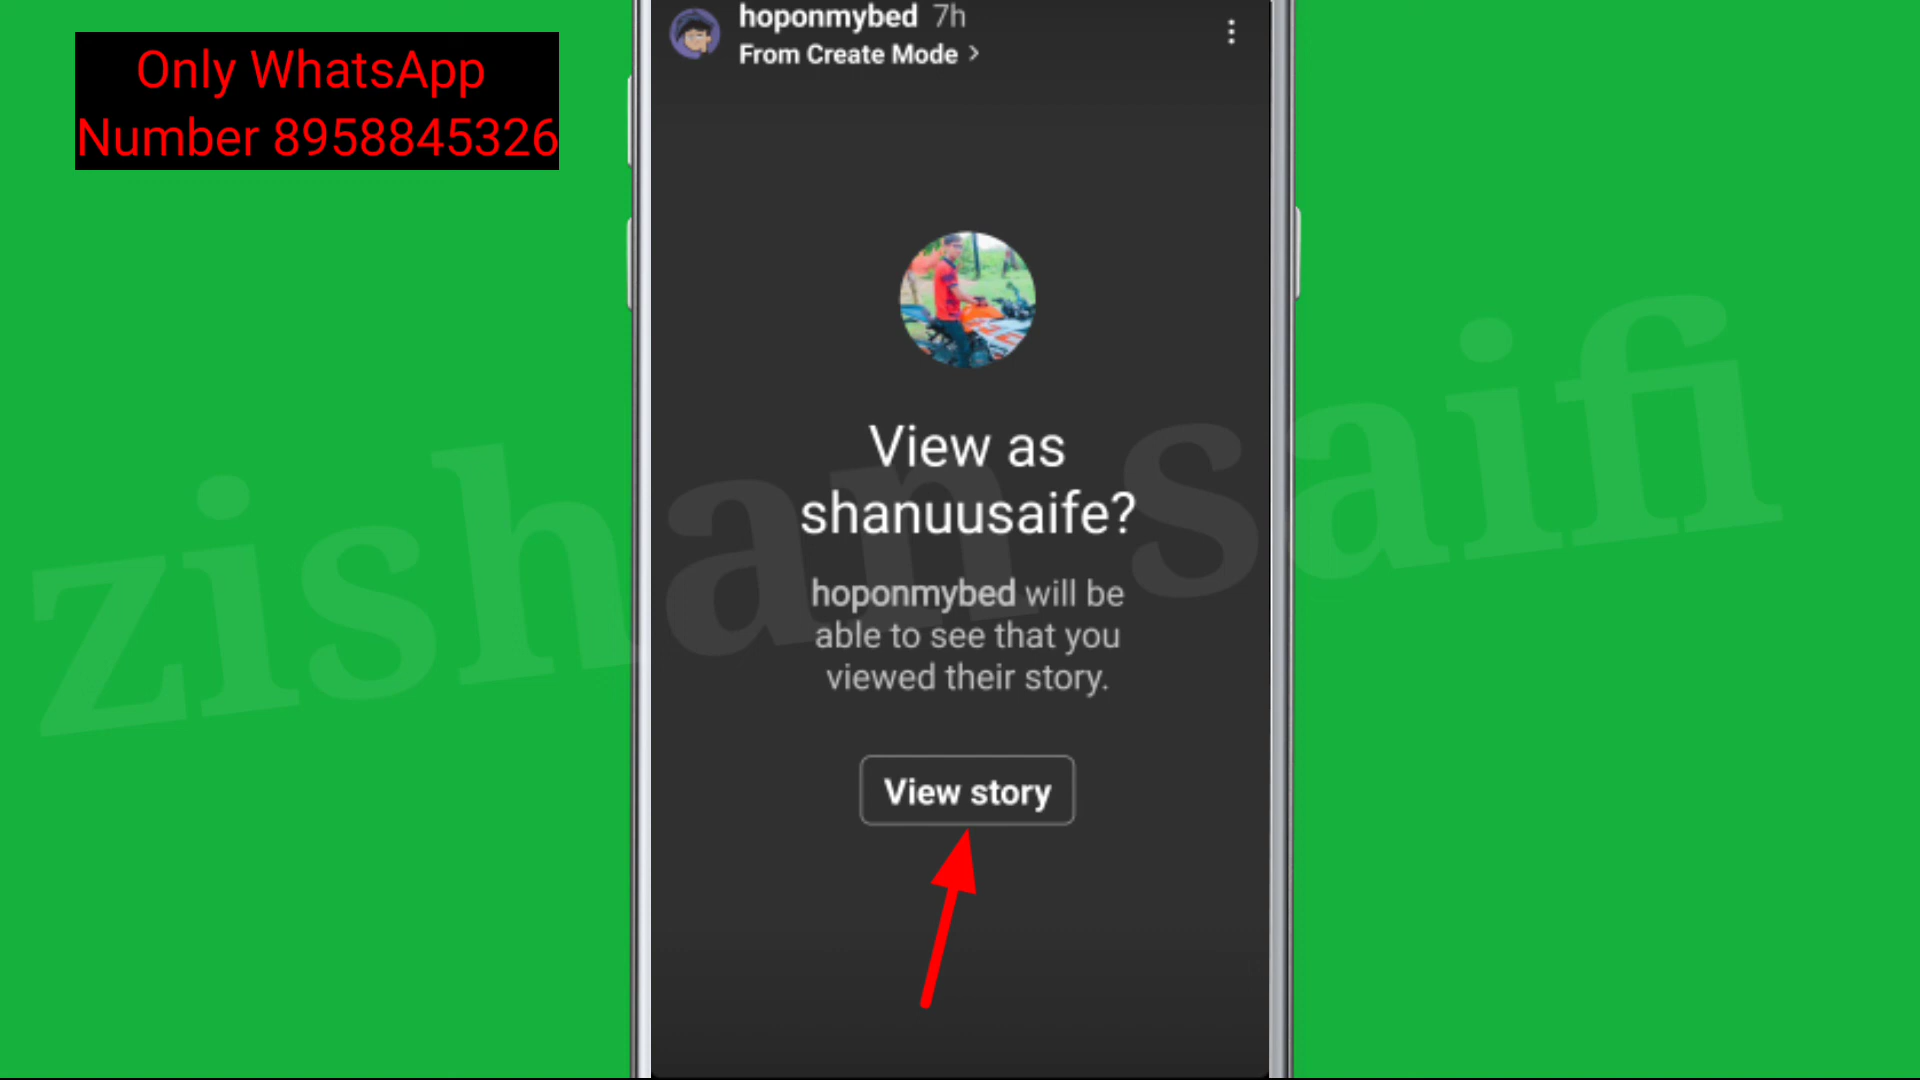 Only WhatsApp
Number 8958845326
hoponmybed 7h
From Create Mode >
View as
shanuusaife?
hoponmybed will be
able to see that you
viewed their story.
View story
zishan saifi